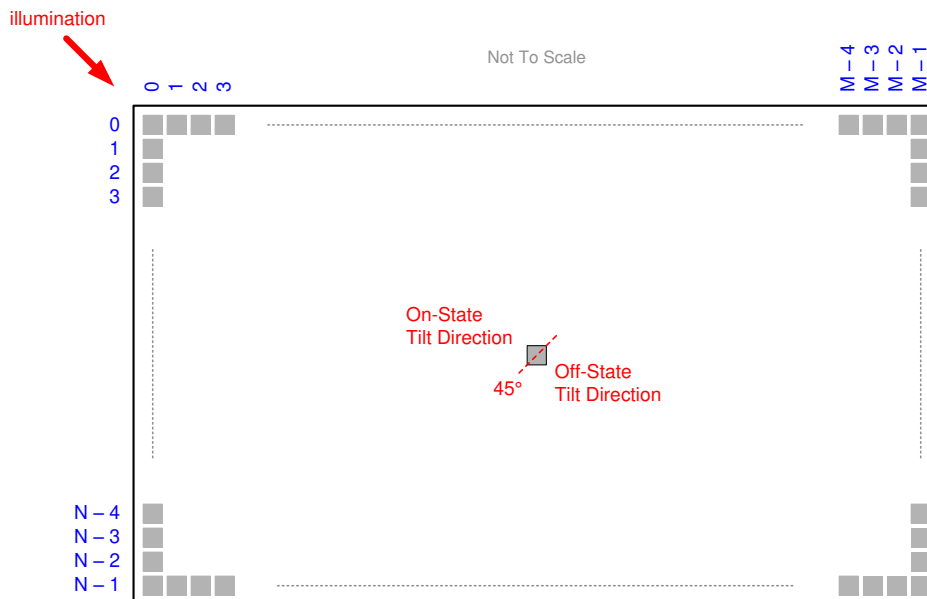 illumination
Not To Scale
0
1
2
3
M – 4
M – 3
M – 2
M – 1
0
1
2
3
On-State
Tilt Direction
45°
Off-State
Tilt Direction
N – 4
N – 3
N – 2
N – 1